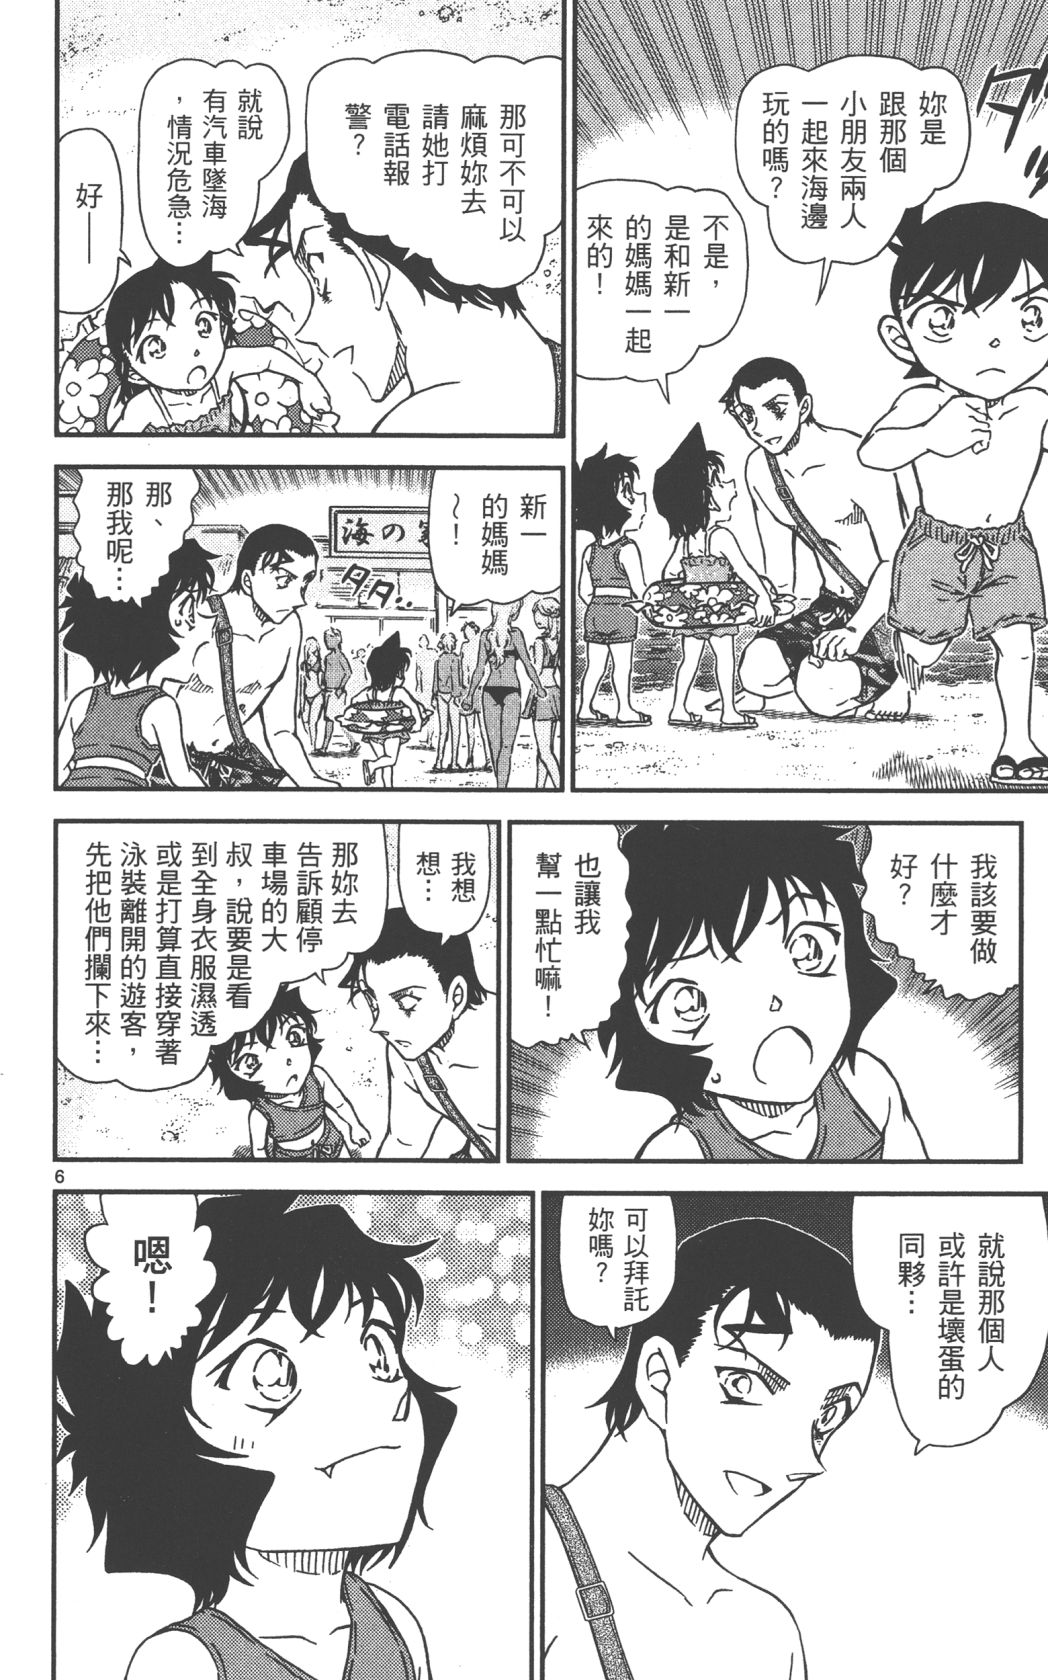 妳是
跟那個
小朋友兩人
一起來海邊
玩的嗎？
不是，
是和新一
的媽媽一起
來的！
那可不可以
麻煩妳去
請她打
電話報
警？
就說
有汽車墜海
，情況危急…
好——
新一
的媽媽
～！
海の家
那、
那我呢…
我該要做
什麼才
好？
也讓我
幫一點忙嘛！
我想
想…
那妳去
告訴顧停
車場的大
叔，說要是看
到全身衣服濕透
或是打算直接穿著
泳裝離開的遊客，
先把他們攔下來…
6
就說那個人
或許是壞蛋的
同夥…
可以拜託
妳嗎？
嗯！